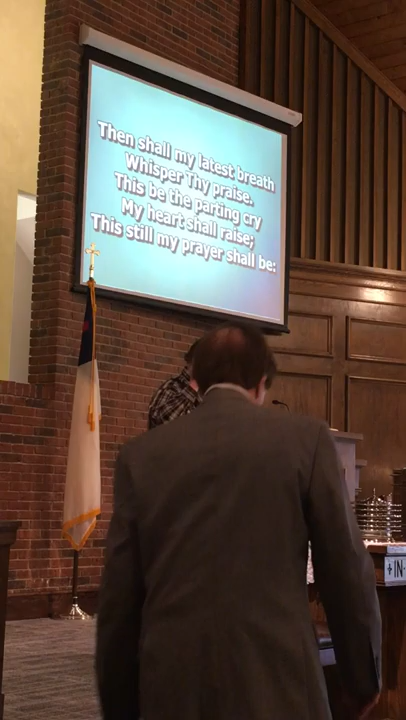 Then shall my latest breath
Whisper Thy praise.
This be the parting cry
My heart shall raise;
This still my prayer shall be:
IN